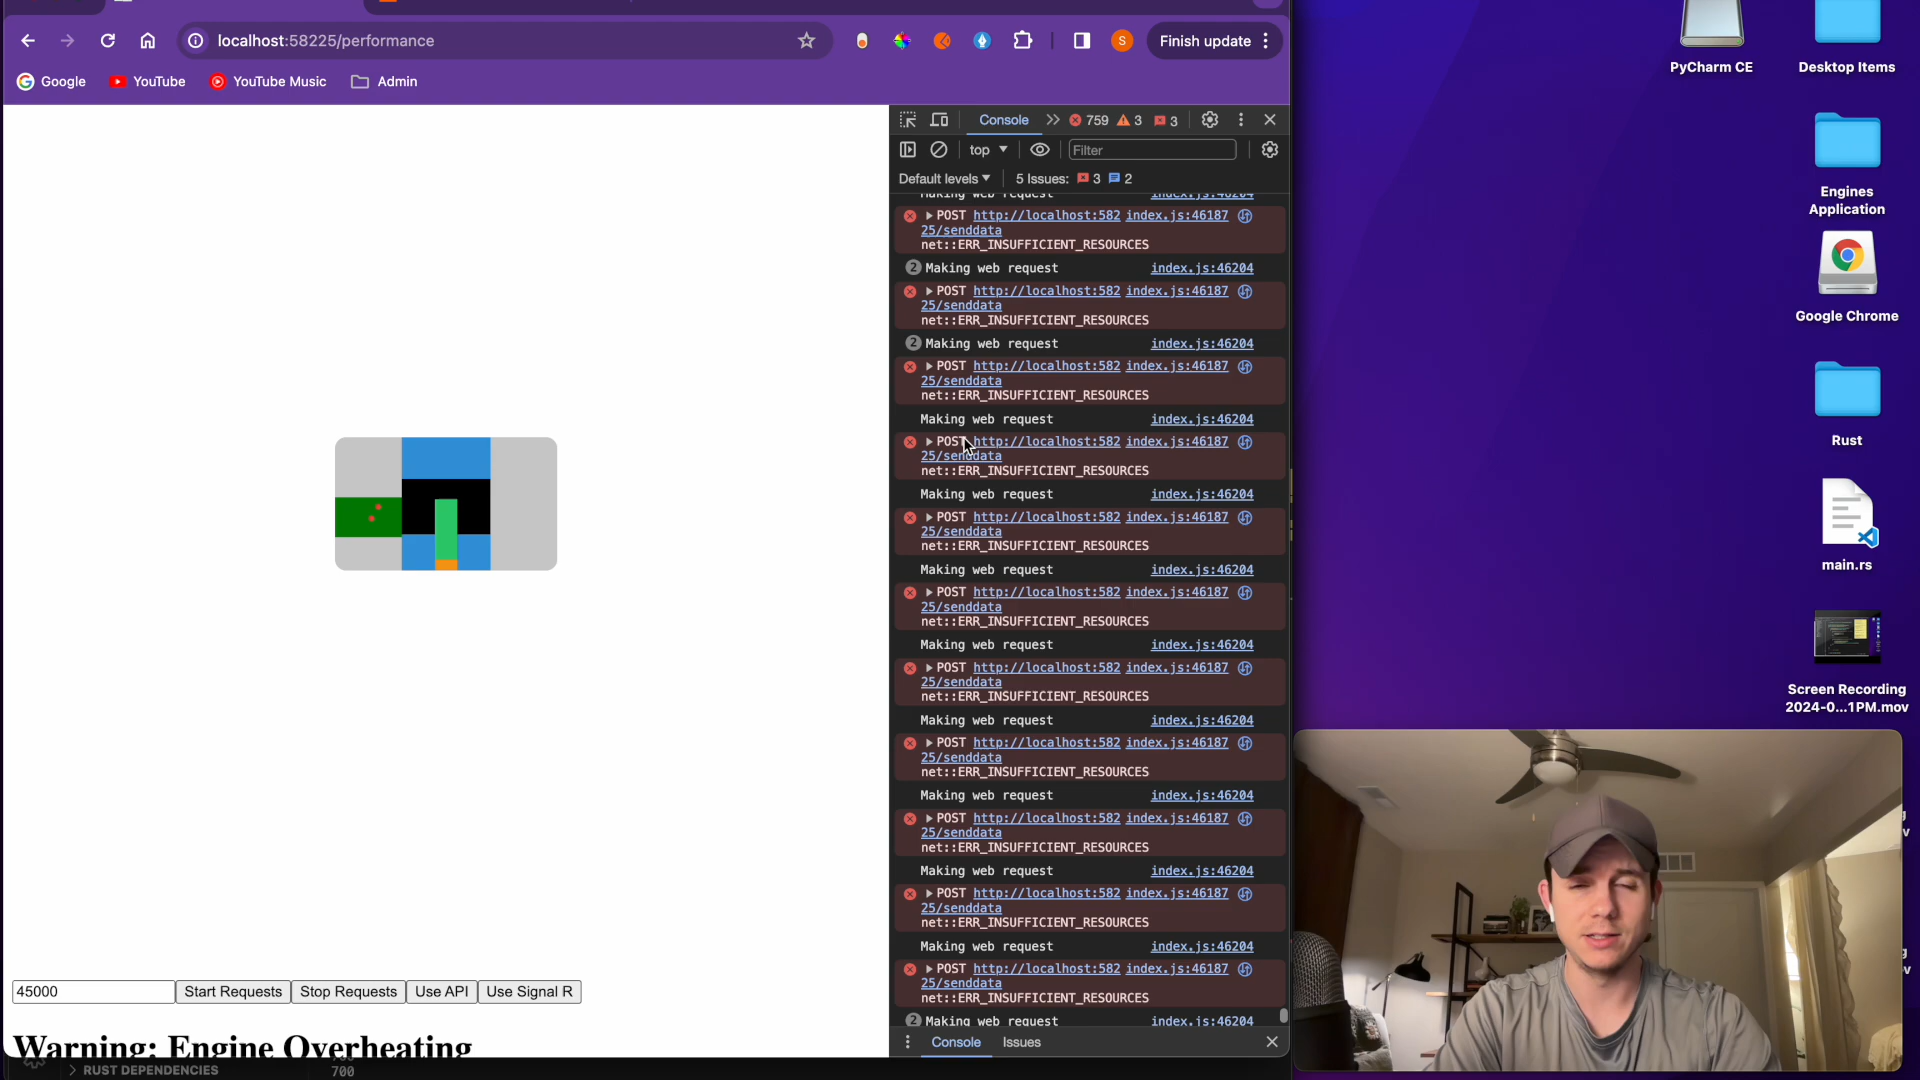 localhost:58225/performance
S
Finish update
Google
YouTube
YouTube Music
Admin
Console
759
3
3
top
Filter
Default levels
5 Issues:
3
2
Making web request index.js:46204
POST http://localhost:582 index.js:46187
25/senddata
net::ERR_INSUFFICIENT_RESOURCES
2 Making web request index.js:46204
POST http://localhost:582 index.js:46187
25/senddata
net::ERR_INSUFFICIENT_RESOURCES
2 Making web request index.js:46204
POST http://localhost:582 index.js:46187
25/senddata
net::ERR_INSUFFICIENT_RESOURCES
Making web request index.js:46204
POST http://localhost:582 index.js:46187
25/senddata
net::ERR_INSUFFICIENT_RESOURCES
Making web request index.js:46204
POST http://localhost:582 index.js:46187
25/senddata
net::ERR_INSUFFICIENT_RESOURCES
Making web request index.js:46204
POST http://localhost:582 index.js:46187
25/senddata
net::ERR_INSUFFICIENT_RESOURCES
Making web request index.js:46204
POST http://localhost:582 index.js:46187
25/senddata
net::ERR_INSUFFICIENT_RESOURCES
Making web request index.js:46204
POST http://localhost:582 index.js:46187
25/senddata
net::ERR_INSUFFICIENT_RESOURCES
Making web request index.js:46204
POST http://localhost:582 index.js:46187
25/senddata
net::ERR_INSUFFICIENT_RESOURCES
Making web request index.js:46204
POST http://localhost:582 index.js:46187
25/senddata
net::ERR_INSUFFICIENT_RESOURCES
Making web request index.js:46204
POST http://localhost:582 index.js:46187
25/senddata
net::ERR_INSUFFICIENT_RESOURCES
2 Making web request index.js:46204
Console
Issues
45000
Start Requests
Stop Requests
Use API
Use Signal R
Warning: Engine Overheating
RUST DEPENDENCIES
700
PyCharm CE
Desktop Items
Engines
Application
Google Chrome
Rust
main.rs
Screen Recording
2024-0...1PM.mov